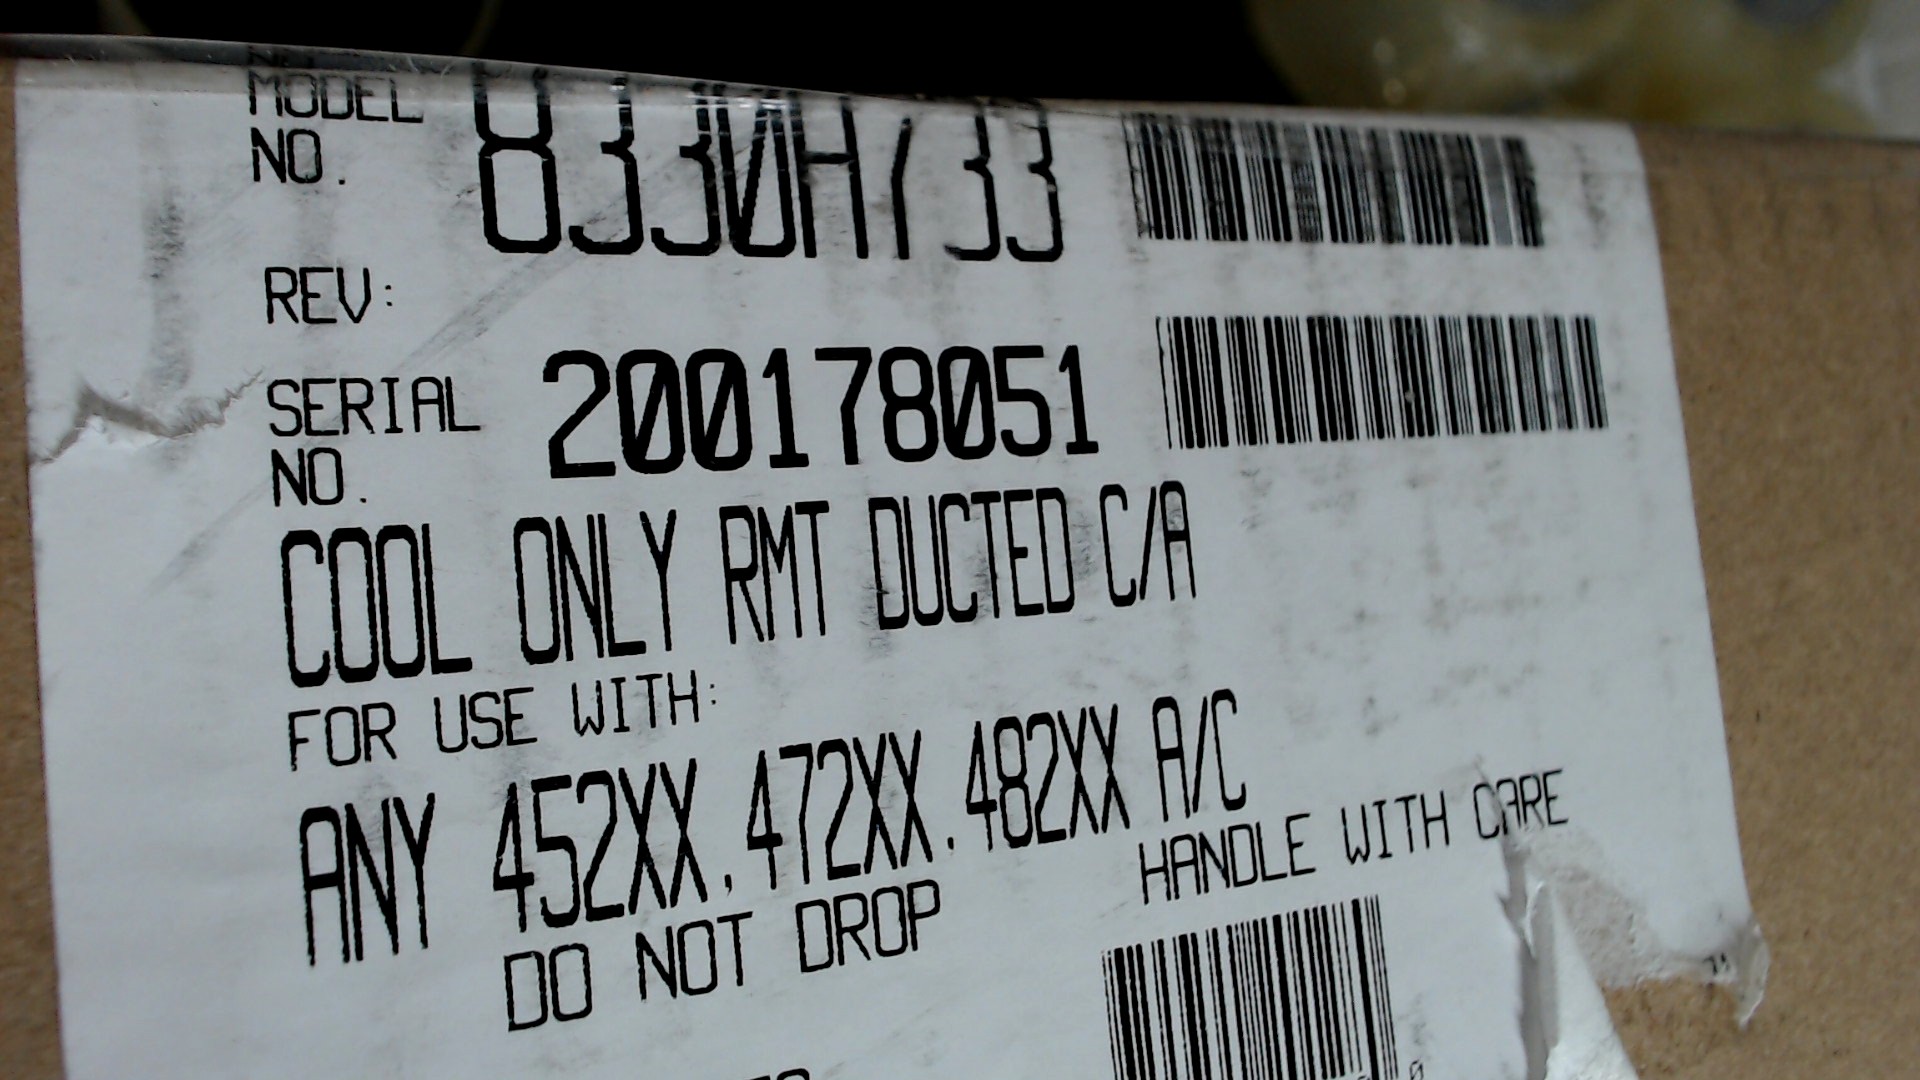 MODEL NO. 8330A733
REV:
SERIAL NO. 200178051
COOL ONLY RMT DUCTED C/A
FOR USE WITH:
ANY 452XX, 472XX, 482XX A/C
DO NOT DROP HANDLE WITH CARE